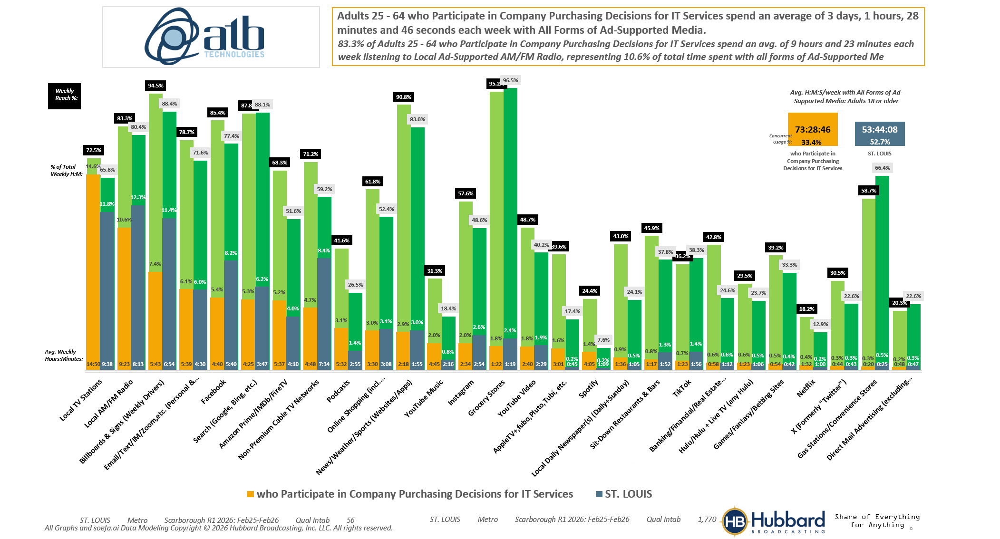 atb
TECHNOLOGIES
Adults 25 - 64 who Participate in Company Purchasing Decisions for IT Services spend an average of 3 days, 1 hours, 28
minutes and 46 seconds each week with All Forms of Ad-Supported Media.
83.3% of Adults 25 - 64 who Participate in Company Purchasing Decisions for IT Services spend an avg. of 9 hours and 23 minutes each
week listening to Local Ad-Supported AM/FM Radio, representing 10.6% of total time spent with all forms of Ad-Supported Me
Weekly
Reach %:
72.5% 65.8% 83.3% 80.4% 94.5% 88.4% 78.7% 71.6% 85.4% 77.4% 87.8% 88.1% 68.3% 51.6% 71.2% 59.2% 41.6% 26.5% 61.8% 52.4% 90.8% 83.0% 31.3% 18.4% 57.6% 48.6% 95.2% 96.5% 48.7% 40.2% 39.6% 17.4% 24.4% 7.6% 43.0% 24.1% 45.9% 37.8% 36.2% 38.3% 42.8% 24.6% 29.5% 23.7% 39.2% 33.3% 18.2% 12.9% 30.5% 22.6% 58.7% 66.4% 20.3% 22.6%
Avg. H:M:S/week with All Forms of Ad-
Supported Media: Adults 18 or older
73:28:46
53:44:08
Concurrent
Usage %:
33.4%
52.7%
who Participate in
Company Purchasing
Decisions for IT Services
ST. LOUIS
% of Total
Weekly H:M:
14.6% 11.8% 10.6% 12.3% 7.4% 11.4% 6.1% 6.0% 5.4% 8.2% 5.3% 6.2% 5.2% 4.0% 4.7% 8.4% 3.1% 1.4% 3.0% 3.1% 2.9% 3.0% 2.0% 0.8% 2.0% 2.6% 1.8% 2.4% 1.8% 1.9% 1.6% 0.2% 1.4% 0.2% 0.9% 0.5% 0.8% 1.3% 0.7% 1.4% 0.6% 0.6% 0.6% 0.5% 0.5% 0.4% 0.4% 0.2% 0.3% 0.3% 0.3% 0.5% 0.2% 0.3%
Avg. Weekly
Hours:Minutes:
14:50 9:38 9:23 8:13 5:43 6:54 5:39 4:30 4:40 5:40 4:25 3:47 5:37 4:10 4:48 7:34 5:32 2:55 3:30 3:08 2:18 1:55 4:45 2:16 2:34 2:54 1:22 1:19 2:40 2:29 3:01 0:45 4:05 1:09 1:36 1:05 1:17 1:52 1:23 1:56 0:58 1:12 1:23 1:06 0:54 0:42 1:32 1:00 0:44 0:43 0:20 0:25 0:48 0:47
Local TV Stations
Local AM/FM Radio
Billboards & Signs (Weekly Drivers)
Email/Text/IM/Zoom,etc. (Personal &...
Facebook
Search (Google, Bing, etc.)
Amazon Prime/IMDb/FireTV
Non-Premium Cable TV Networks
Podcasts
Online Shopping (incl....
News/Weather/Sports (Websites/Apps)
YouTube Music
Instagram
Grocery Stores
YouTube Video
AppleTV+,fubo,Pluto,Tubi, etc.
Spotify
Local Daily Newspaper(s) (Daily+Sunday)
Sit-Down Restaurants & Bars
TikTok
Banking/Financial/Real Estate...
Hulu/Hulu + Live TV (any Hulu)
Games/Fantasy/Betting Sites
Netflix
X (Formerly "Twitter")
Gas Stations/Convenience Stores
Direct Mail Advertising (excluding...
who Participate in Company Purchasing Decisions for IT Services
ST. LOUIS
ST. LOUIS Metro Scarborough R1 2026: Feb25-Feb26 Qual Intab 56
ST. LOUIS Metro Scarborough R1 2026: Feb25-Feb26 Qual Intab 1,770
All Graphs and soefa.ai Data Modeling Copyright © 2026 Hubbard Broadcasting, Inc. LLC. All rights reserved.
HB
Hubbard
BROADCASTING
Share of Everything
for Anything ©